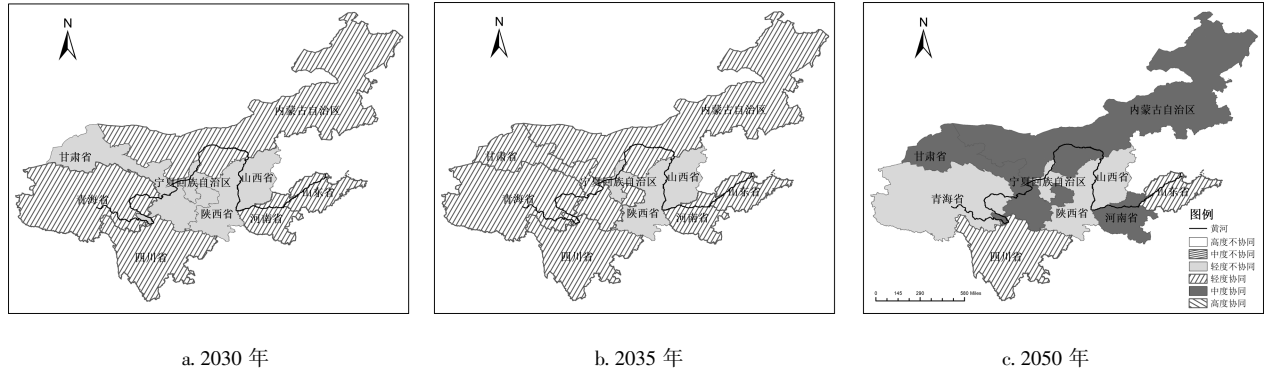 N
内蒙古自治区
甘肃省
宁夏回族自治区
山西省
山东省
青海省
陕西省
河南省
四川省
a. 2030 年
N
内蒙古自治区
甘肃省
宁夏回族自治区
山西省
山东省
青海省
陕西省
河南省
四川省
b. 2035 年
N
内蒙古自治区
甘肃省
宁夏回族自治区
山西省
山东省
青海省
陕西省
河南省
四川省
图例
黄河
高度不协同
中度不协同
轻度不协同
轻度协同
中度协同
高度协同
0 145 290 580 Miles
c. 2050 年